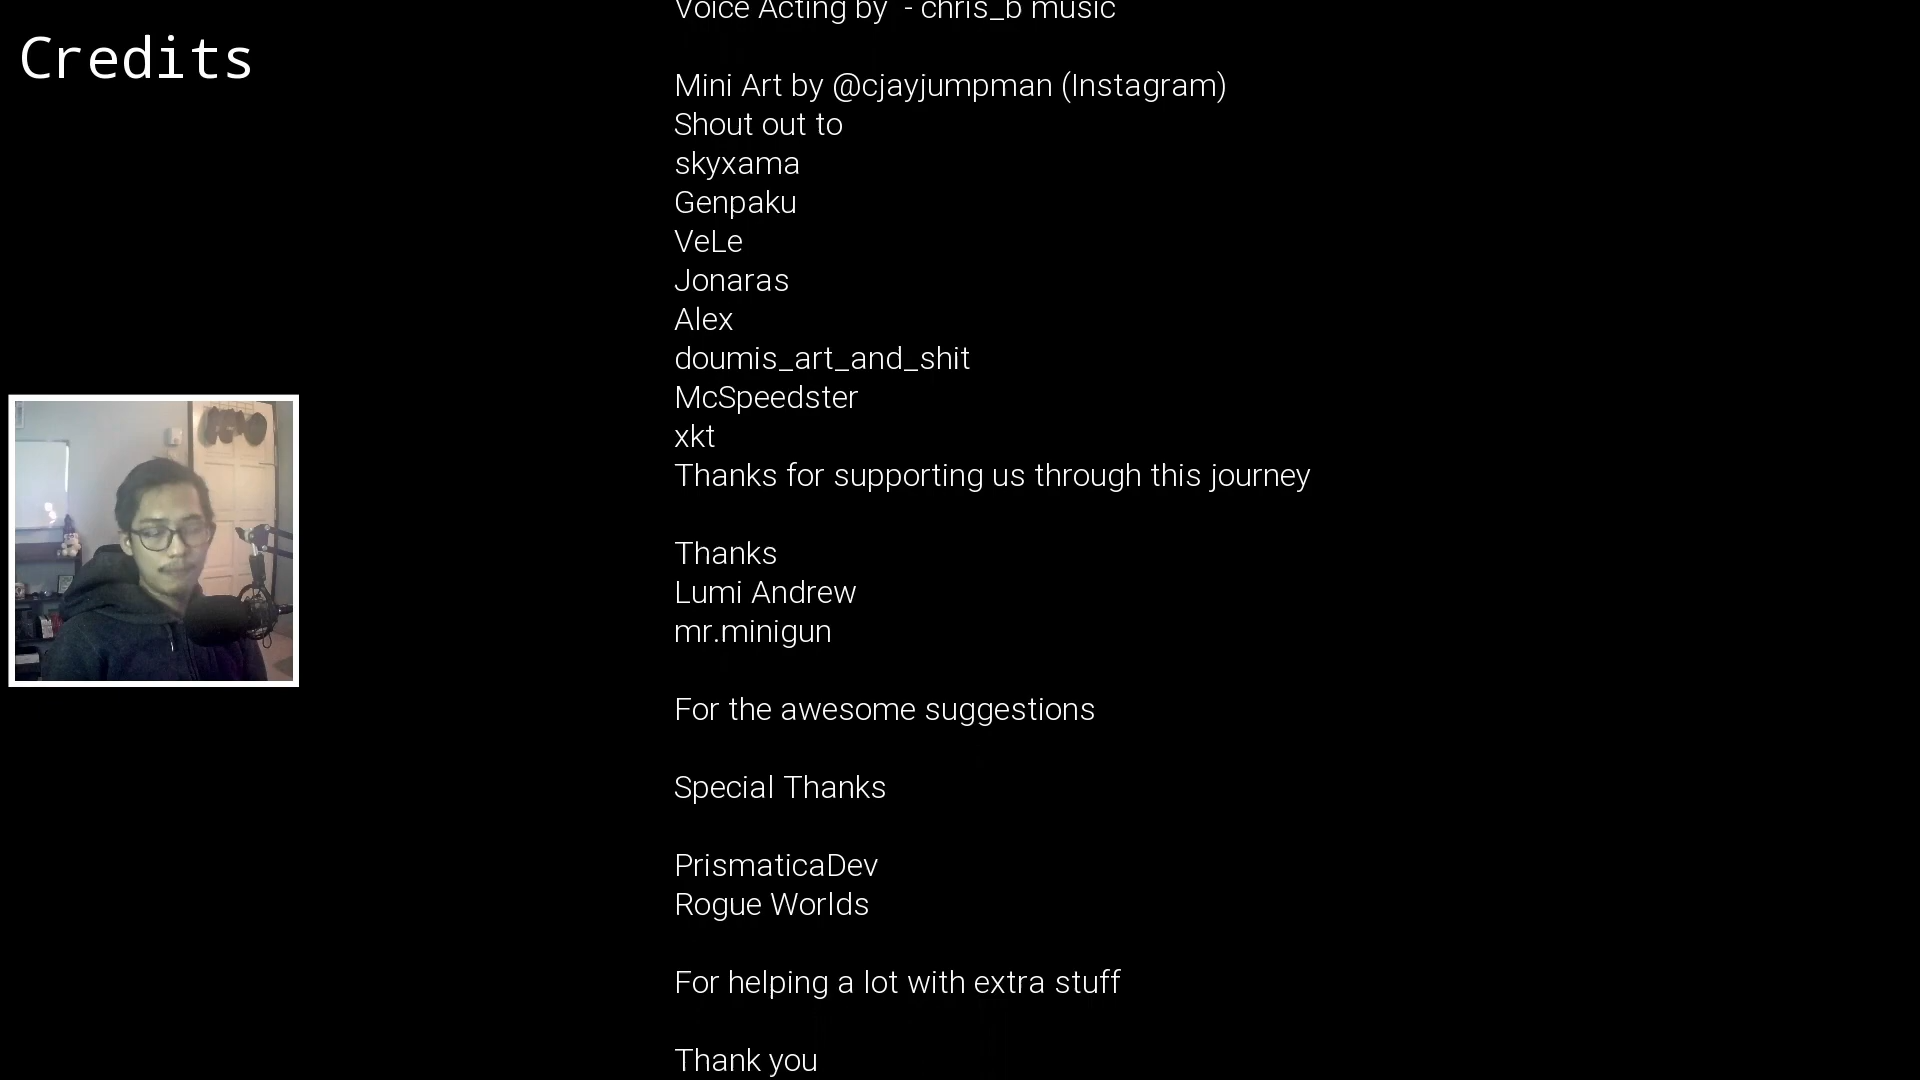 Voice Acting by  - chris_b music
Credits
Mini Art by @cjayjumpman (Instagram)
Shout out to
skyxama
Genpaku
VeLe
Jonaras
Alex
doumis_art_and_shit
McSpeedster
xkt
Thanks for supporting us through this journey
Thanks
Lumi Andrew
mr.minigun
For the awesome suggestions
Special Thanks
PrismaticaDev
Rogue Worlds
For helping a lot with extra stuff
Thank you